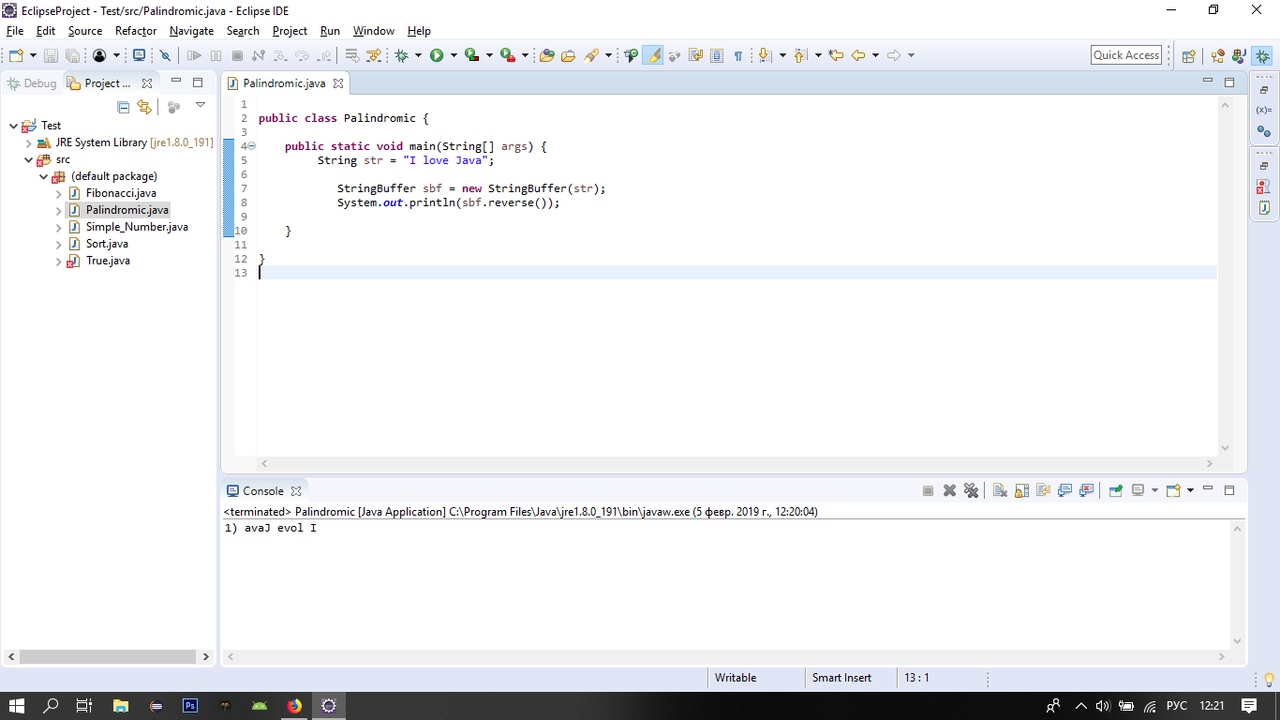 EclipseProject - Test/src/Palindromic.java - Eclipse IDE
File Edit Source Refactor Navigate Search Project Run Window Help
Quick Access
Debug Project ...
Palindromic.java
Test
JRE System Library [jre1.8.0_191]
src
(default package)
Fibonacci.java
Palindromic.java
Simple_Number.java
Sort.java
True.java
1
2 public class Palindromic {
3
4 public static void main(String[] args) {
5 String str = "I love Java";
6
7 StringBuffer sbf = new StringBuffer(str);
8 System.out.println(sbf.reverse());
9
10 }
11
12 }
13
Console
<terminated> Palindromic [Java Application] C:\Program Files\Java\jre1.8.0_191\bin\javaw.exe (5 февр. 2019 г., 12:20:04)
1) avaJ evol I
Writable Smart Insert 13 : 1
РУС 12:21